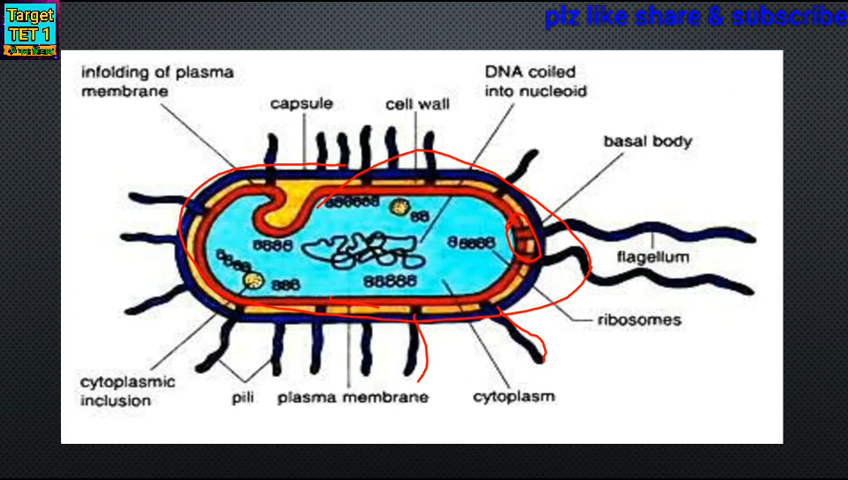 Target
TET 1
plz like share & subscribe
infolding of plasma
membrane
capsule
cell wall
DNA coiled
into nucleoid
basal body
flagellum
ribosomes
cytoplasmic
inclusion
pili
plasma membrane
cytoplasm